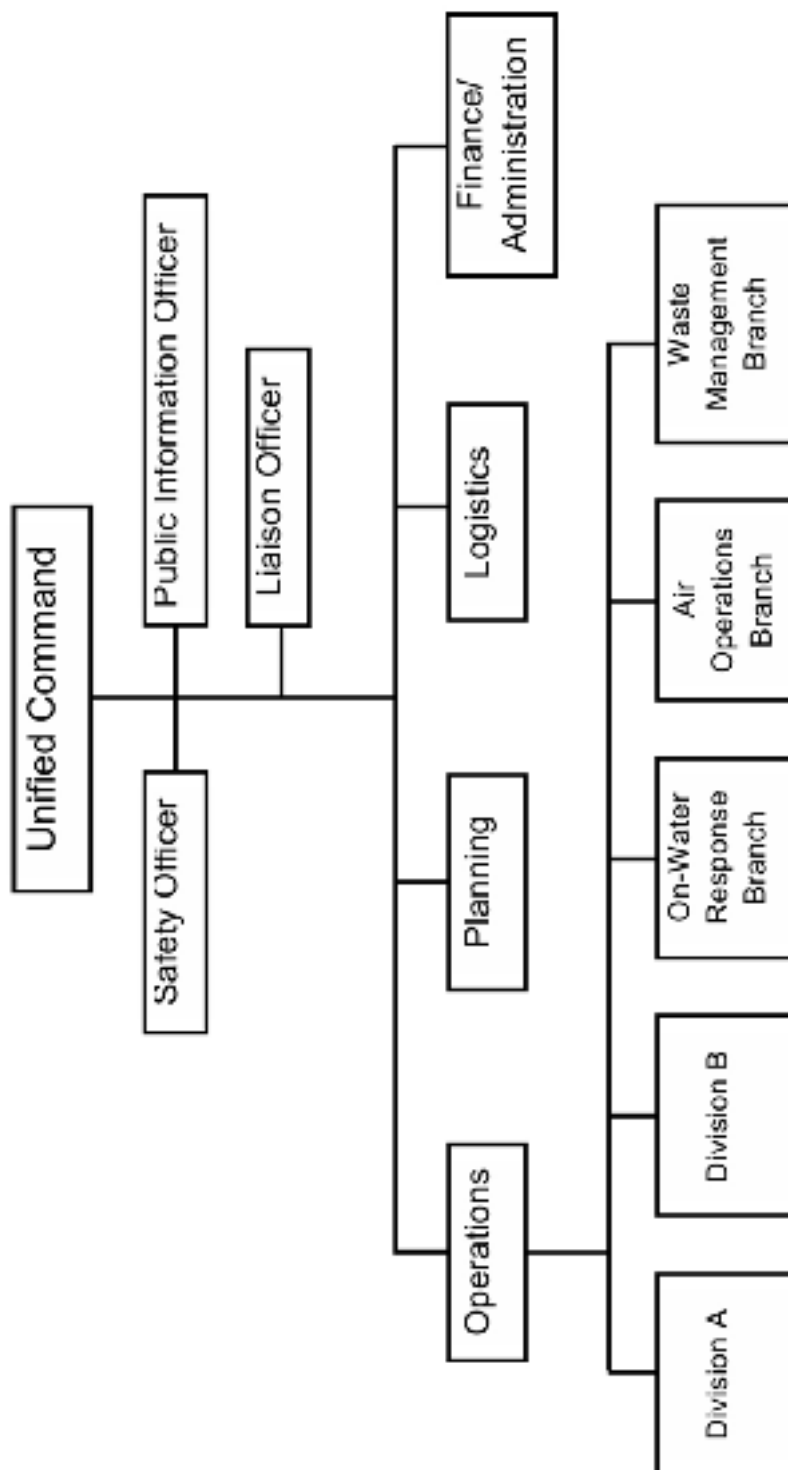 Unified Command
Safety Officer
Public Information Officer
Liaison Officer
Operations
Planning
Logistics
Finance/
Administration
Division A
Division B
On-Water
Response
Branch
Air
Operations
Branch
Waste
Management
Branch